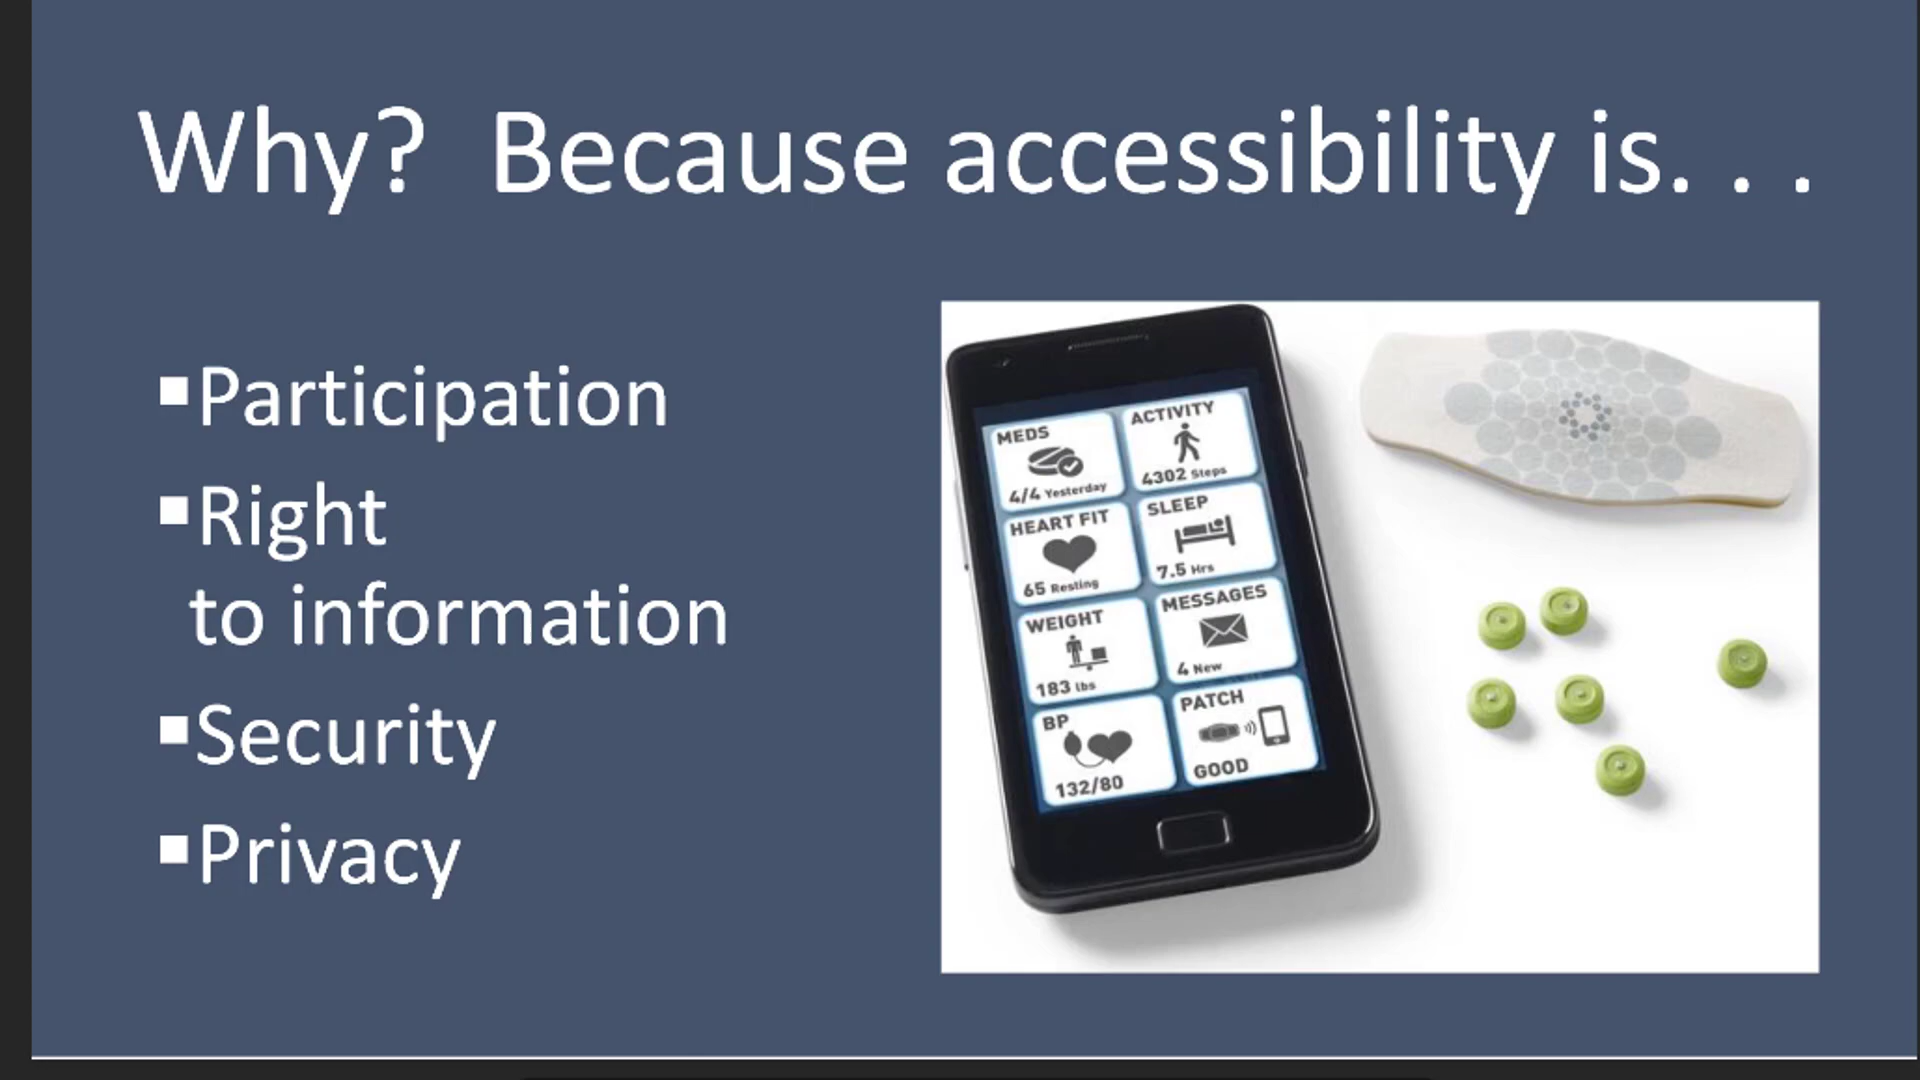 Why?  Because accessibility is. . .
▪Participation
▪Right
to information
▪Security
▪Privacy
MEDS
4/4 Yesterday
ACTIVITY
4302 Steps
HEART FIT
65 Resting
SLEEP
7.5 Hrs
WEIGHT
183 lbs
MESSAGES
4 New
BP
132/80
PATCH
GOOD